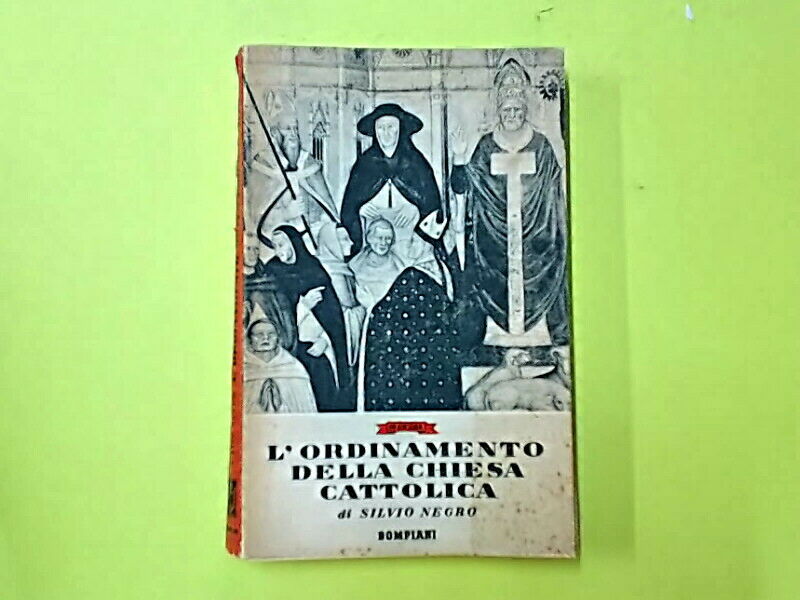 L'ORDINAMENTO
DELLA CHIESA
CATTOLICA
di SILVIO NEGRO
BOMPIANI